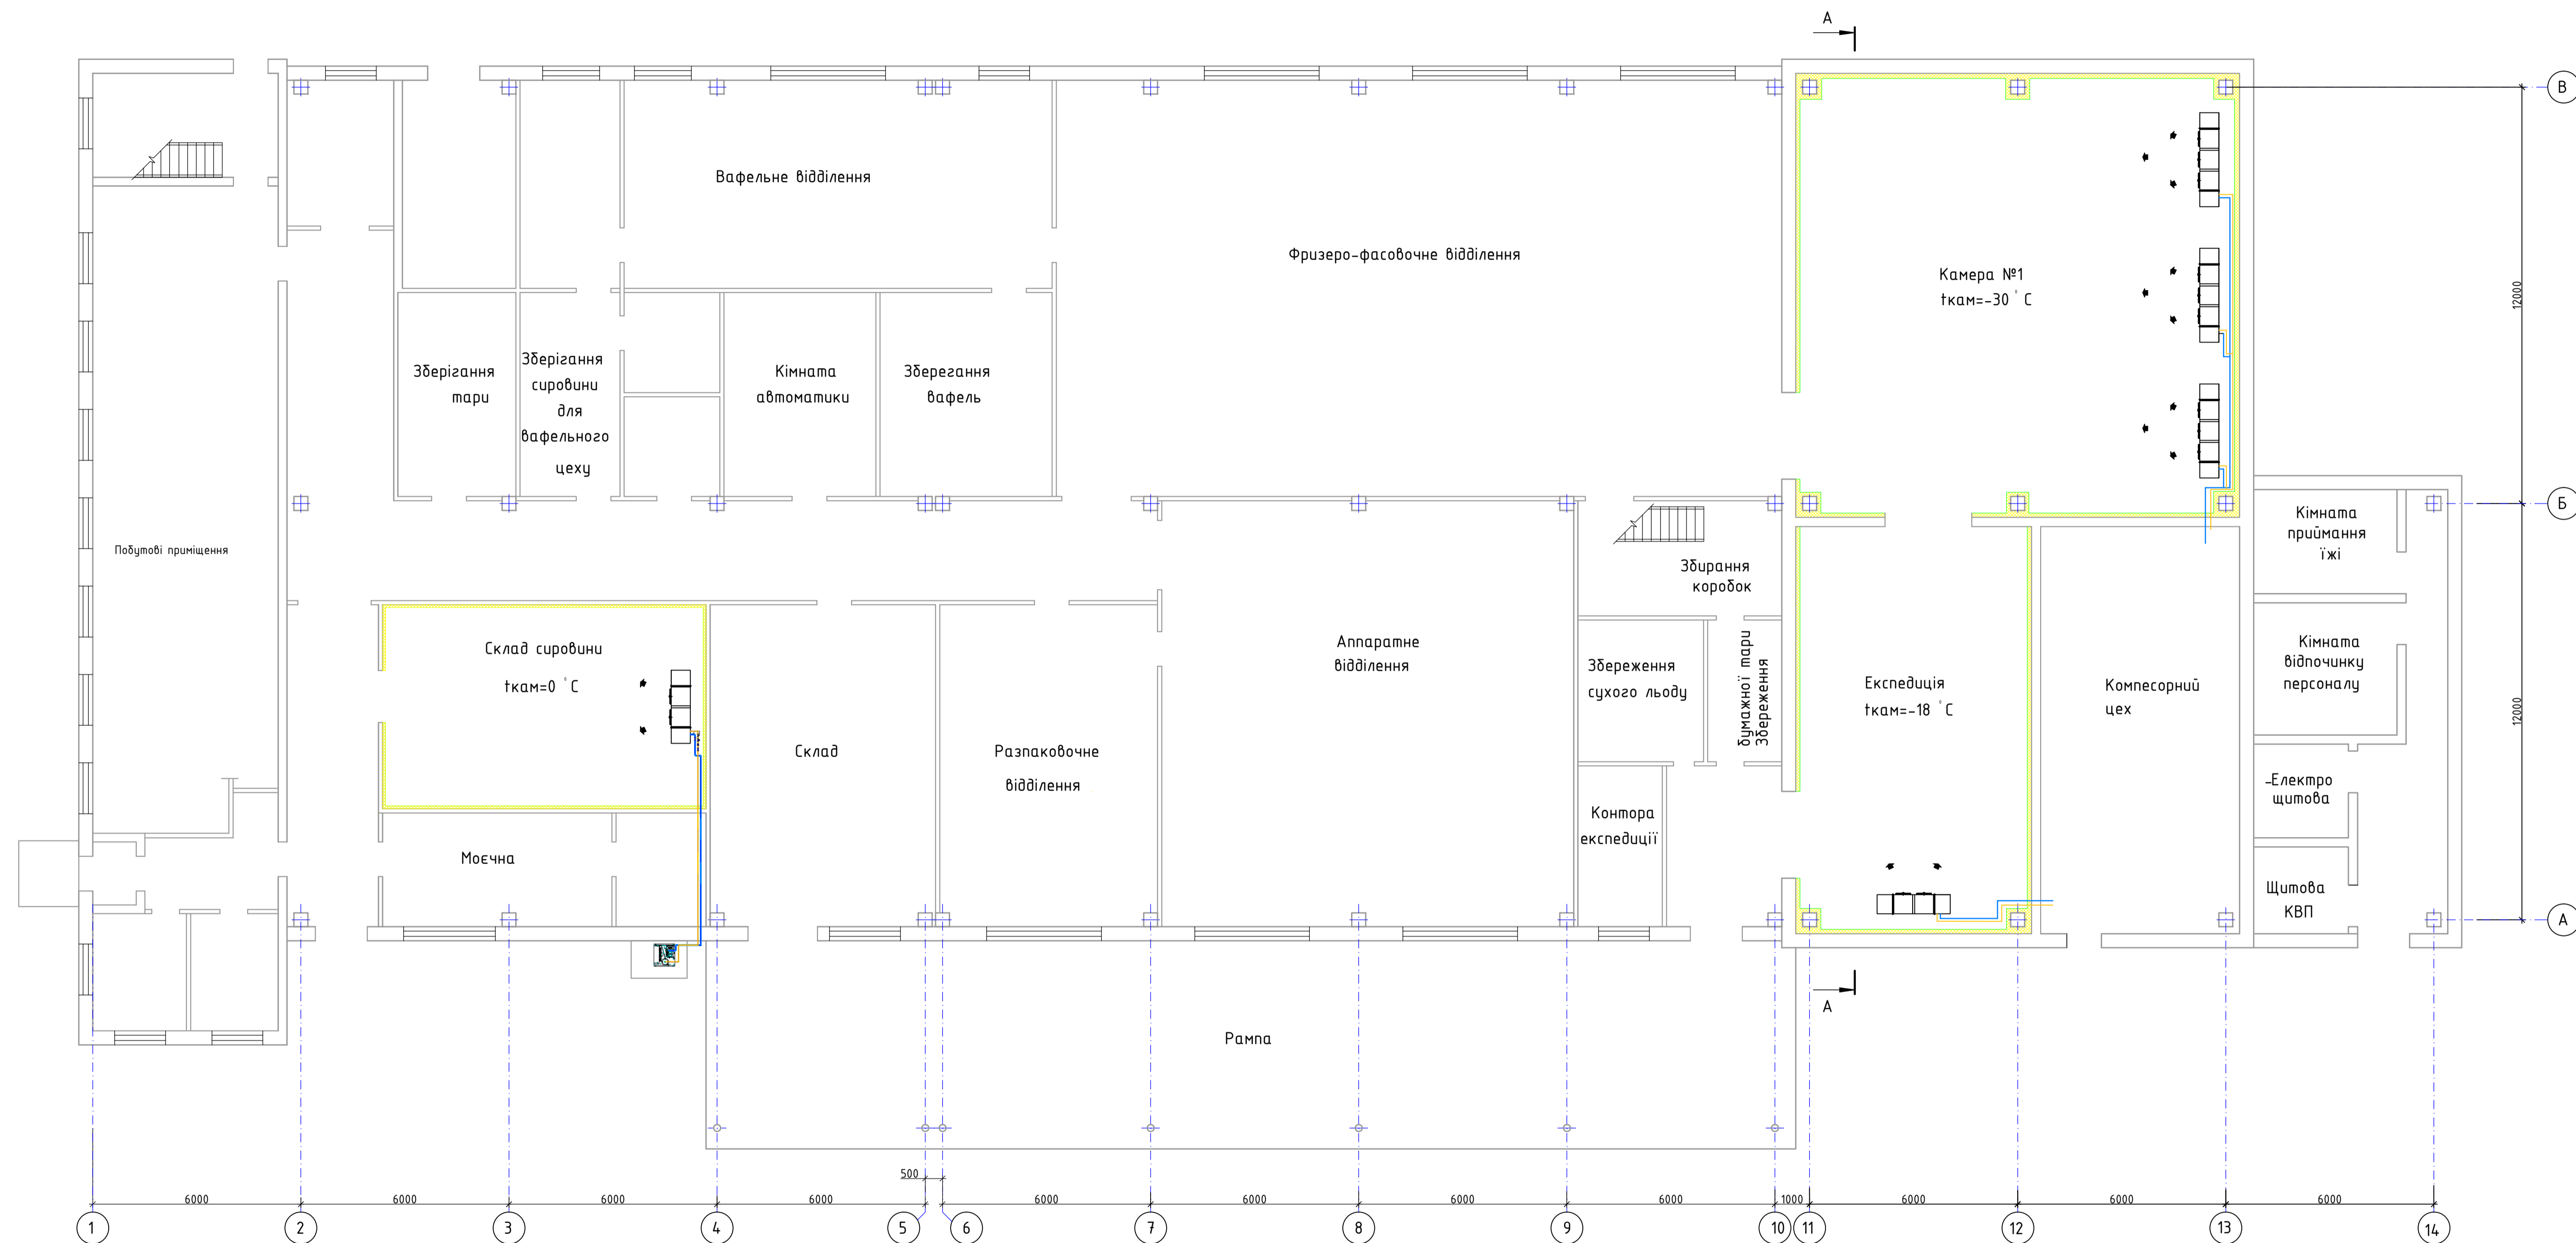 А
В
Вафельне відділення
Фризеро-фасовочне відділення
Камера №1
tкам=-30 °С
12000
Зберігання
тари
Зберігання
сировини
для
вафельного
цеху
Кімната
автоматики
Зберегання
вафель
Б
Кімната
приймання
їжі
Побутові приміщення
Збирання
коробок
Склад сировини
tкам=0 °С
Аппаратне
відділення
Збереження
сухого льоду
бумажної тари
Збереження
Експедиція
tкам=-18 °С
Компесорний
цех
Кімната
відпочинку
персоналу
12000
Склад
Разпаковочне
відділення
-Електро
щитова
Контора
експедиції
Моєчна
Щитова
КВП
А
А
Рампа
500
6000
6000
6000
6000
6000
6000
6000
6000
1000
6000
6000
6000
1
2
3
4
5
6
7
8
9
10
11
12
13
14